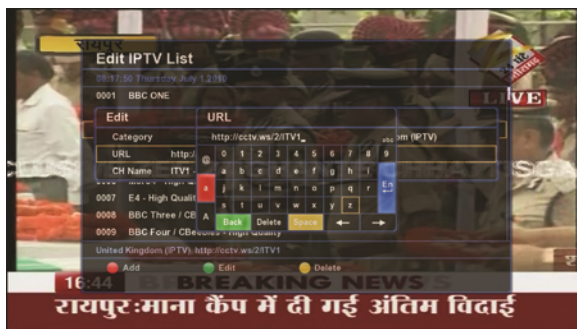 रायपुर
Edit IPTV List
09:17:50 Thursday July 1 2010
0001 BBC ONE
LIVE
Edit
URL
Category
http://cctv.ws/2/ITV1_
abc
om (IPTV)
URL http:/
@ 0 1 2 3 4 5 6 7 8 9
CH Name ITV1 -
a b c d e f g h i
a j k l m n o p q r En
s t u v w x y z
A Back Delete Space ← →
0007 E4 - High Qualit
0008 BBC Three / CB
0009 BBC Four / CBeebies - High Quality
United Kingdom (IPTV): http://cctv.ws/2/ITV1
Add Edit Delete
16:44 BREAKING NEWS
रायपुर:माना कैंप में दी गई अंतिम विदाई